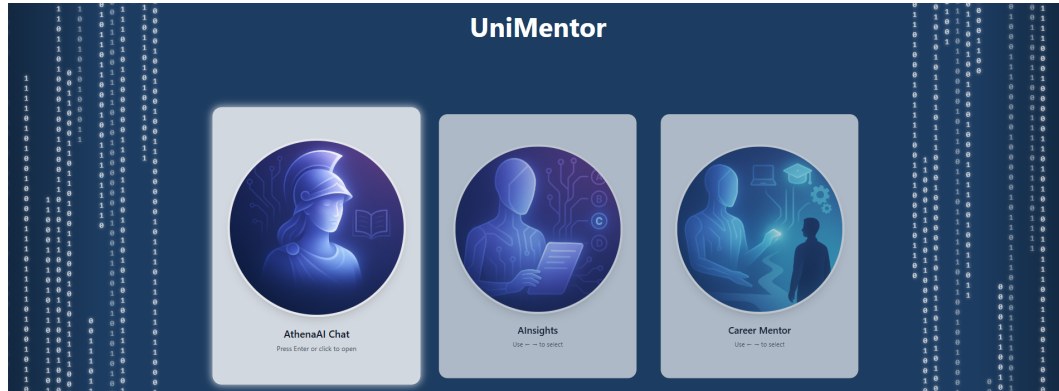 UniMentor
AthenaAI Chat
Press Enter or click to open
AInsights
Use ← → to select
Career Mentor
Use ← → to select
A
B
C
D